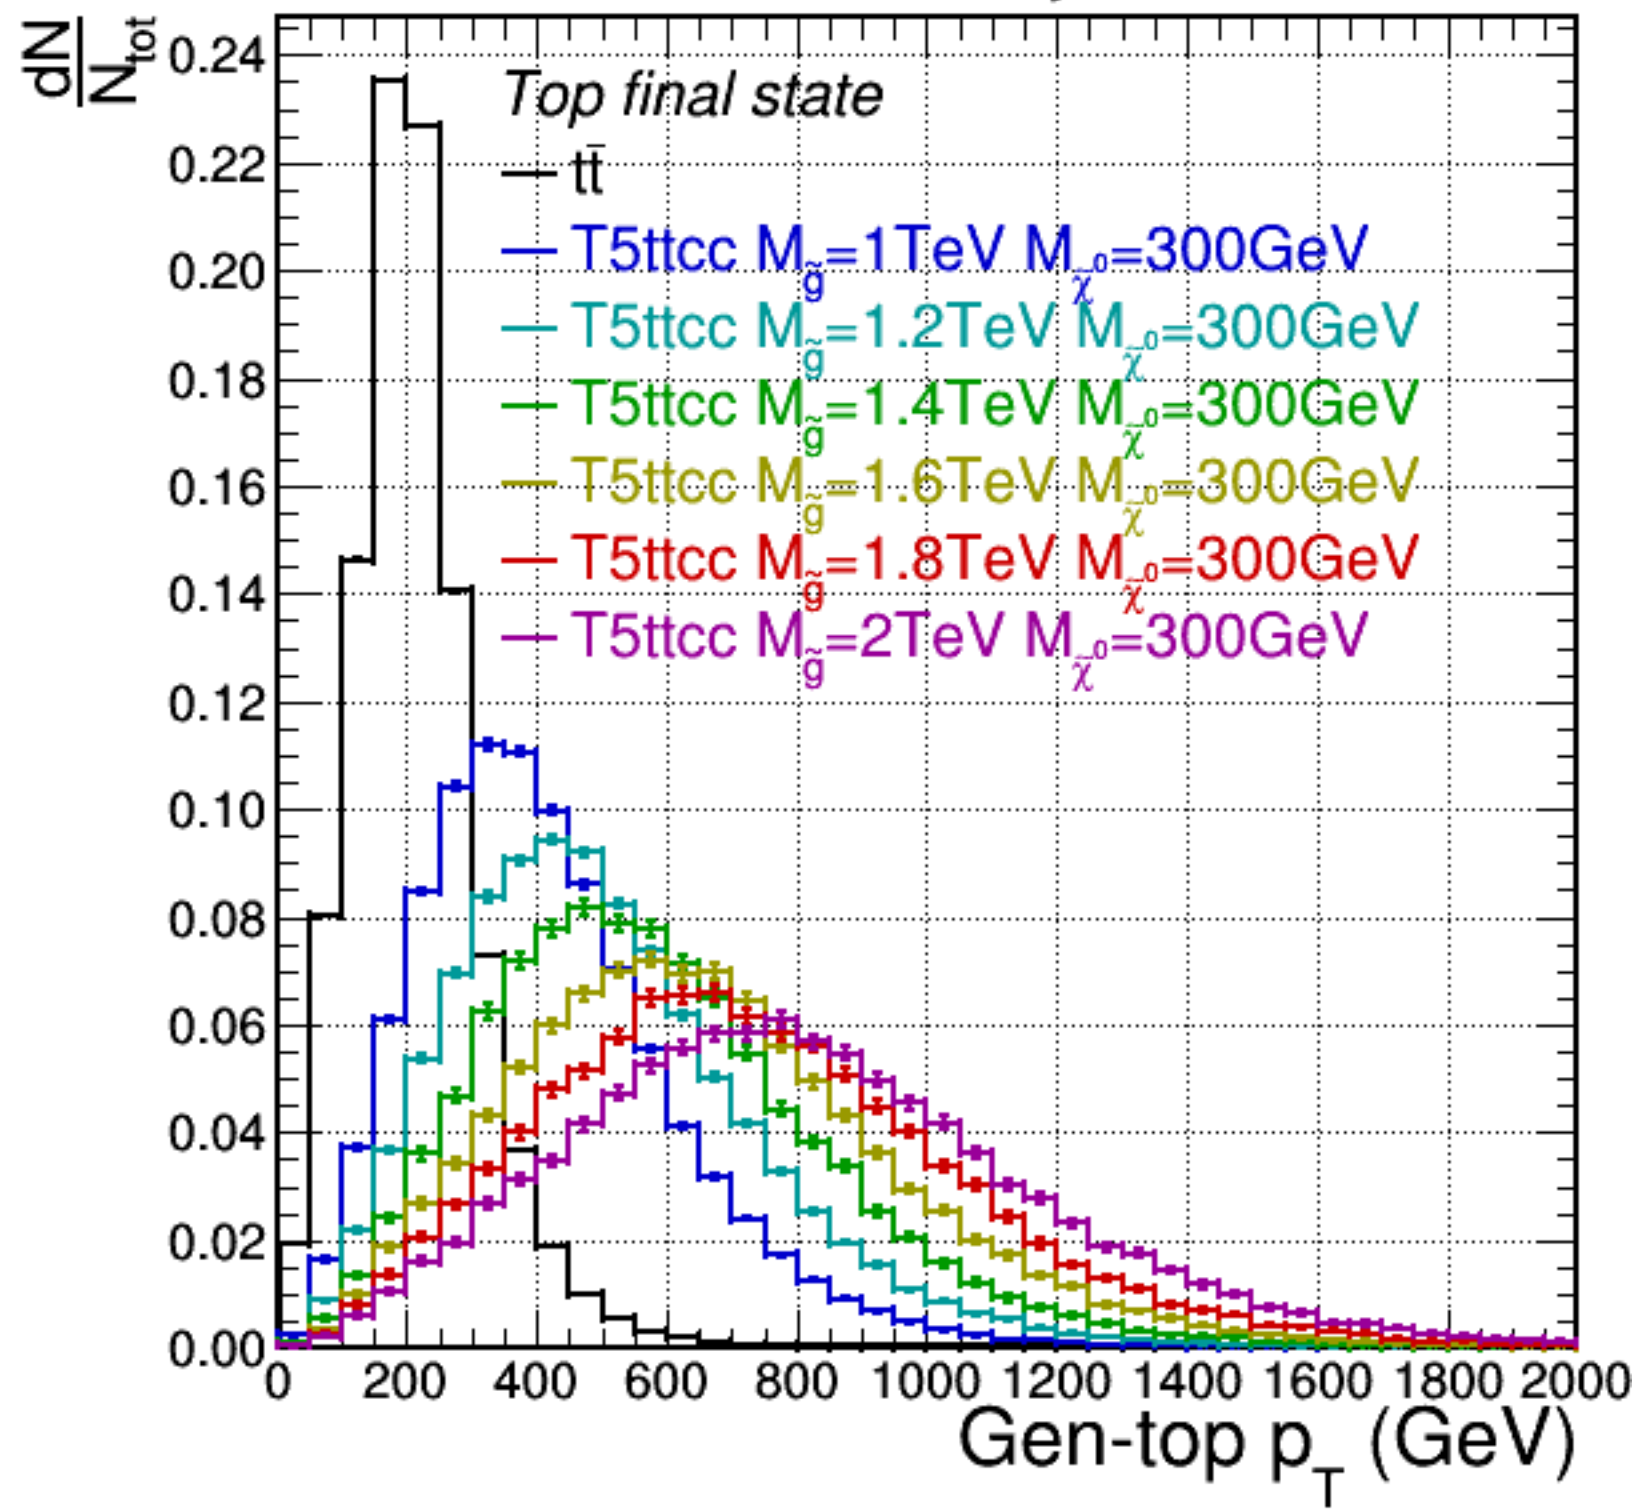 dN
N_tot
0.24
0.22
0.20
0.18
0.16
0.14
0.12
0.10
0.08
0.06
0.04
0.02
0.00
Top final state
tt̄
T5ttcc M_g̃=1TeV M_χ̃⁰=300GeV
T5ttcc M_g̃=1.2TeV M_χ̃⁰=300GeV
T5ttcc M_g̃=1.4TeV M_χ̃⁰=300GeV
T5ttcc M_g̃=1.6TeV M_χ̃⁰=300GeV
T5ttcc M_g̃=1.8TeV M_χ̃⁰=300GeV
T5ttcc M_g̃=2TeV M_χ̃⁰=300GeV
0 200 400 600 800 1000 1200 1400 1600 1800 2000
Gen-top p_T (GeV)